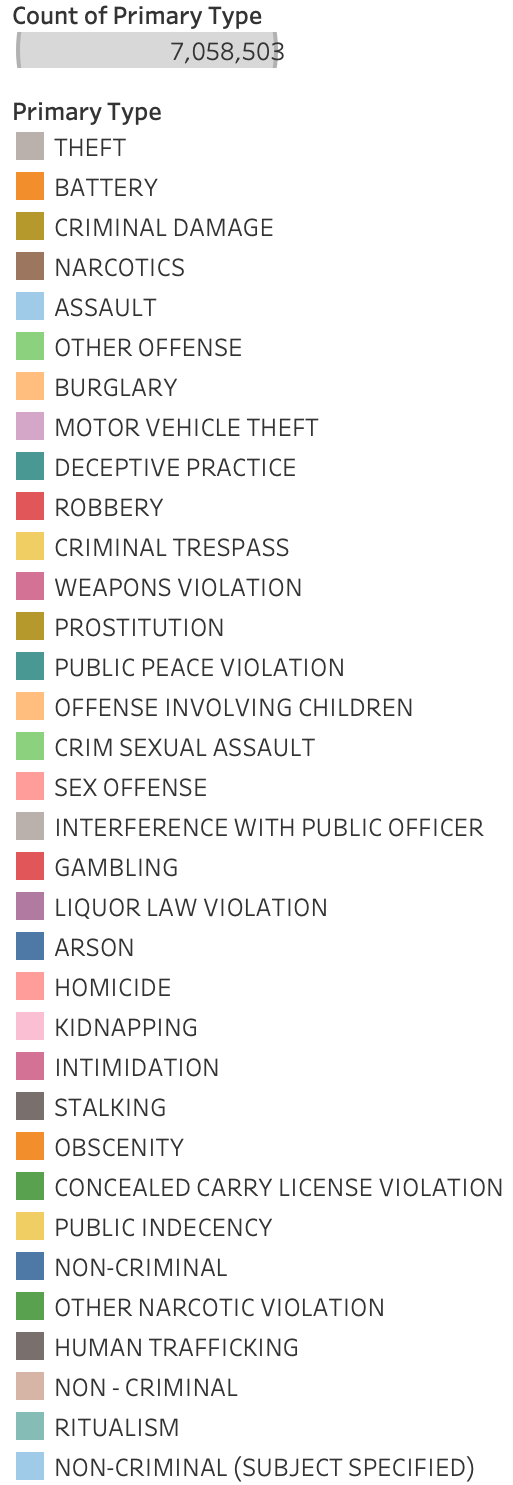 Count of Primary Type
7,058,503
Primary Type
THEFT
BATTERY
CRIMINAL DAMAGE
NARCOTICS
ASSAULT
OTHER OFFENSE
BURGLARY
MOTOR VEHICLE THEFT
DECEPTIVE PRACTICE
ROBBERY
CRIMINAL TRESPASS
WEAPONS VIOLATION
PROSTITUTION
PUBLIC PEACE VIOLATION
OFFENSE INVOLVING CHILDREN
CRIM SEXUAL ASSAULT
SEX OFFENSE
INTERFERENCE WITH PUBLIC OFFICER
GAMBLING
LIQUOR LAW VIOLATION
ARSON
HOMICIDE
KIDNAPPING
INTIMIDATION
STALKING
OBSCENITY
CONCEALED CARRY LICENSE VIOLATION
PUBLIC INDECENCY
NON-CRIMINAL
OTHER NARCOTIC VIOLATION
HUMAN TRAFFICKING
NON - CRIMINAL
RITUALISM
NON-CRIMINAL (SUBJECT SPECIFIED)